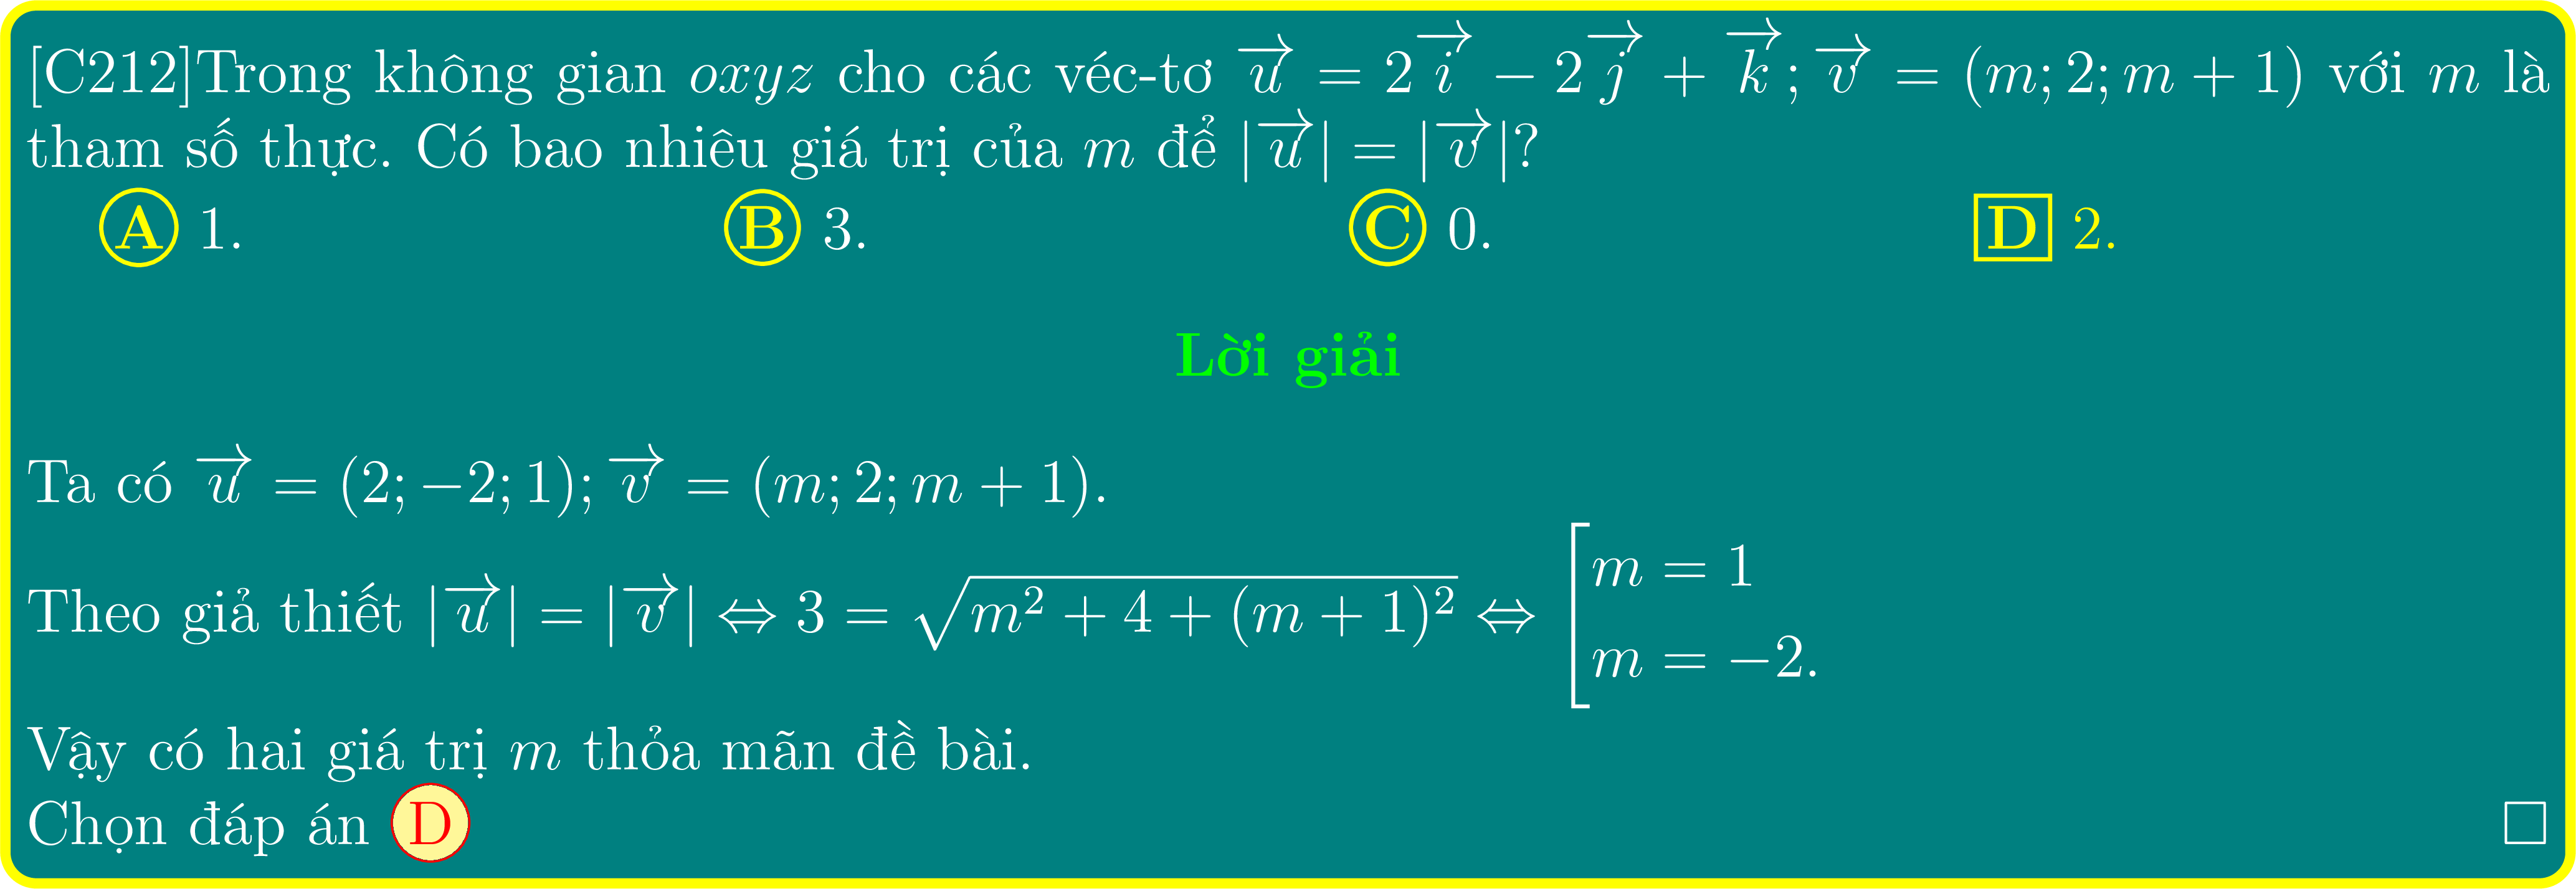 [C212]Trong không gian oxyz cho các véc-tơ $\overrightarrow{u} = 2\overrightarrow{i} - 2\overrightarrow{j} + \overrightarrow{k}; \overrightarrow{v} = (m; 2; m + 1)$ với m là
tham số thực. Có bao nhiêu giá trị của m để $|\overrightarrow{u}| = |\overrightarrow{v}|$?
A 1. B 3. C 0. D 2.
Lời giải
Ta có $\overrightarrow{u} = (2; -2; 1); \overrightarrow{v} = (m; 2; m + 1)$.
Theo giả thiết $|\overrightarrow{u}| = |\overrightarrow{v}| \Leftrightarrow 3 = \sqrt{m^2 + 4 + (m + 1)^2} \Leftrightarrow \left[\begin{array}{l} m = 1 \\ m = -2. \end{array}\right.$
Vậy có hai giá trị m thỏa mãn đề bài.
Chọn đáp án D □